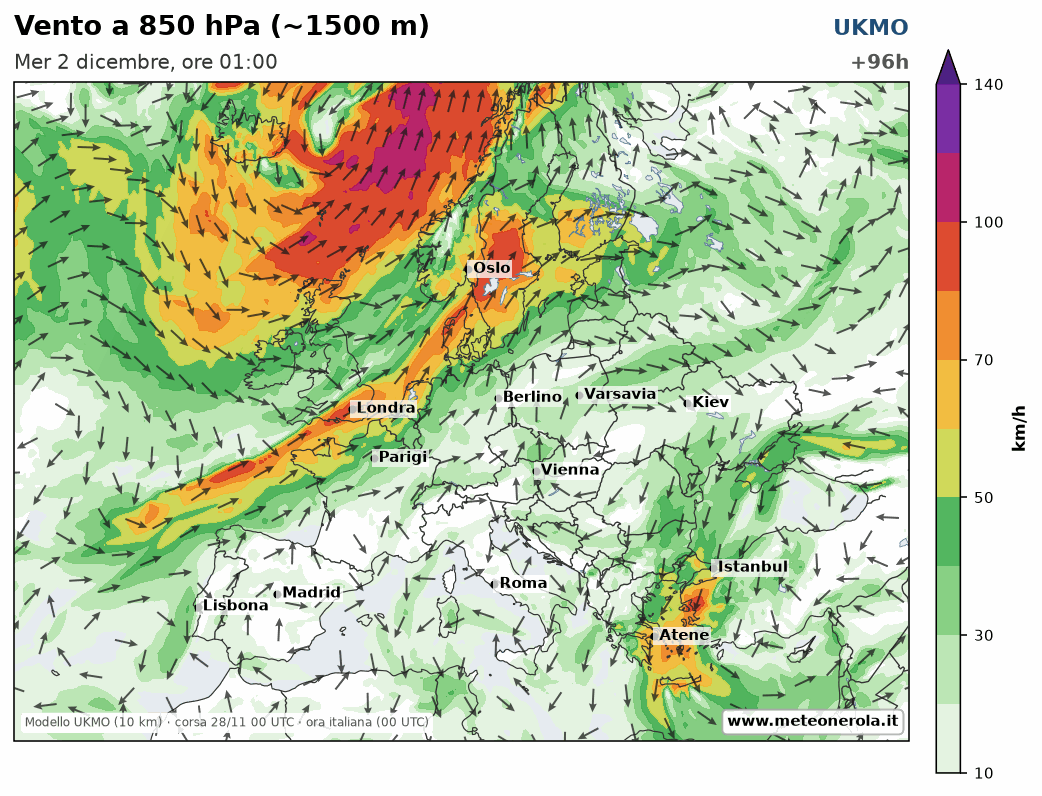 Vento a 850 hPa (~1500 m)
UKMO
Mer 2 dicembre, ore 01:00
+96h
140
100
70
50
30
10
km/h
Oslo
Berlino
Varsavia
Kiev
Londra
Parigi
Vienna
Istanbul
Roma
Madrid
Lisbona
Atene
Modello UKMO (10 km) · corsa 28/11 00 UTC · ora italiana (00 UTC)
www.meteonerola.it